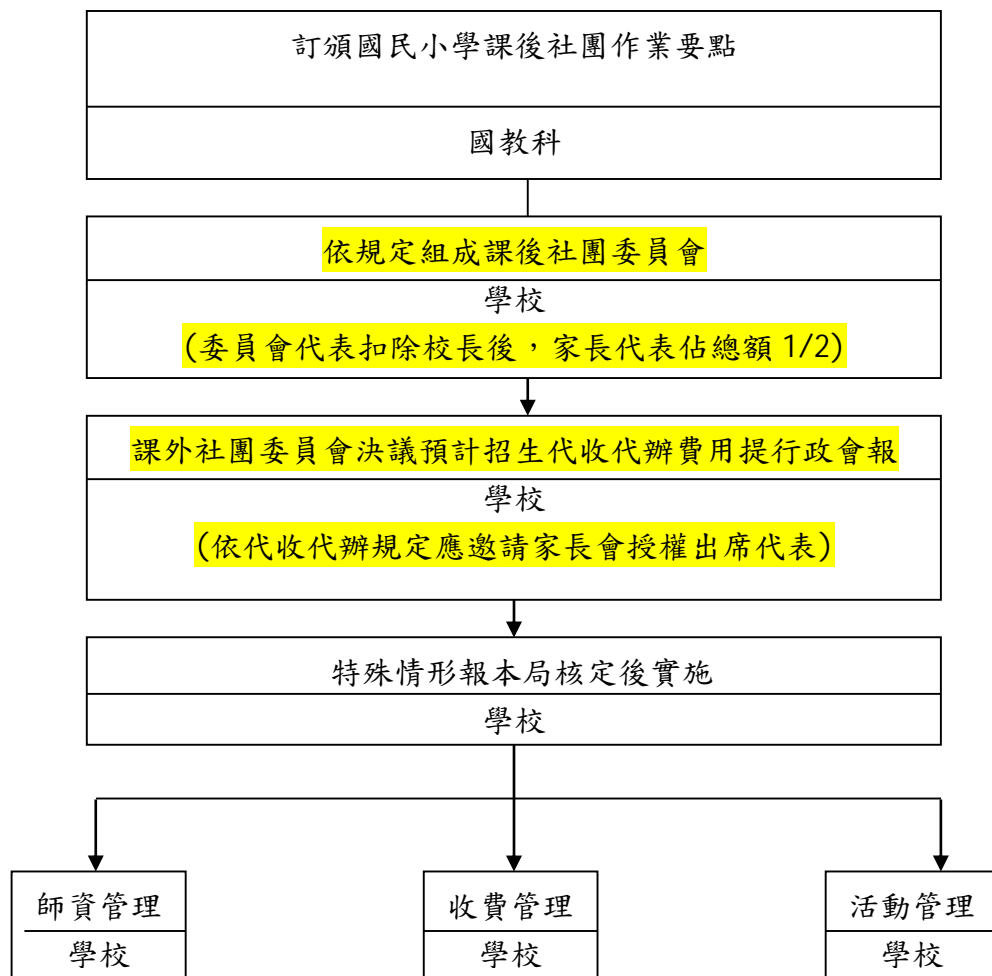 訂頒國民小學課後社團作業要點
國教科
依規定組成課後社團委員會
學校
(委員會代表扣除校長後，家長代表佔總額 1/2)
課外社團委員會決議預計招生代收代辦費用提行政會報
學校
(依代收代辦規定應邀請家長會授權出席代表)
特殊情形報本局核定後實施
學校
師資管理
學校
收費管理
學校
活動管理
學校